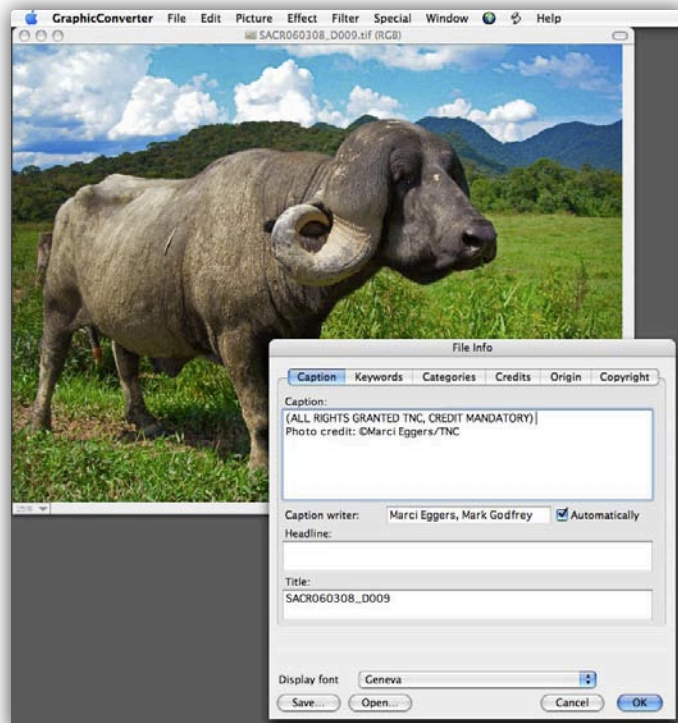 GraphicConverter File Edit Picture Effect Filter Special Window Help
SACR060308_D009.tif (RGB)
File Info
Caption Keywords Categories Credits Origin Copyright
Caption:
(ALL RIGHTS GRANTED TNC, CREDIT MANDATORY)
Photo credit: ©Marci Eggers/TNC
Caption writer: Marci Eggers, Mark Godfrey Automatically
Headline:
Title:
SACR060308_D009
25%
Display font Geneva
Save... Open... Cancel OK